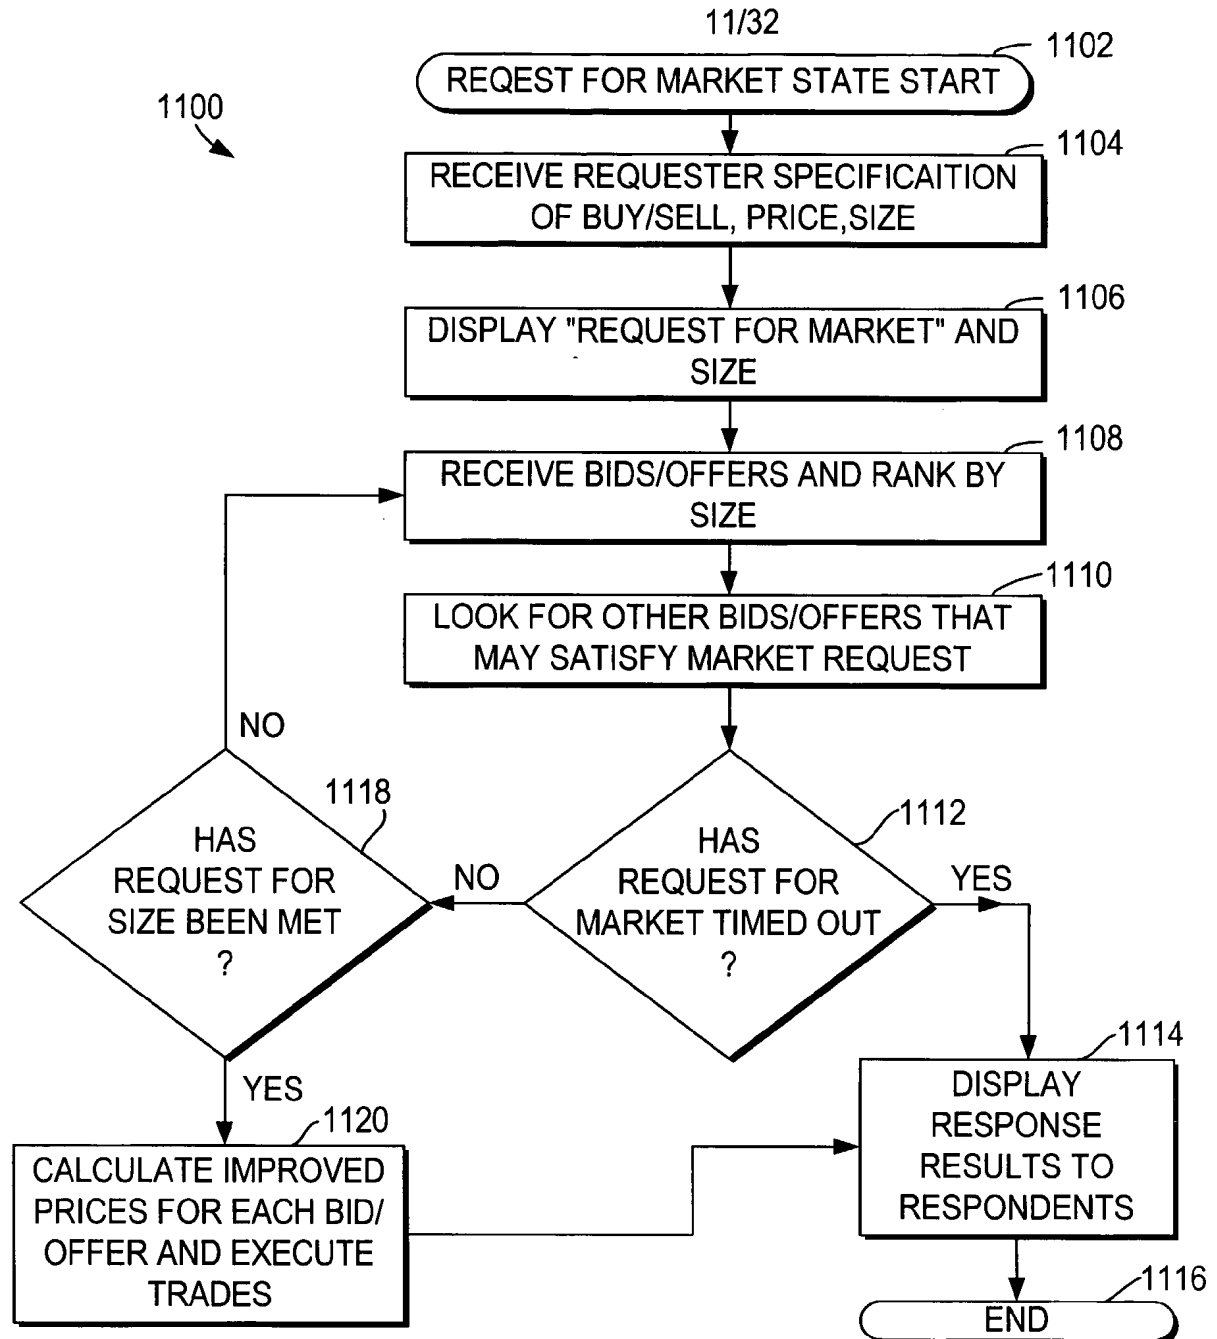 11/32
1102
REQEST FOR MARKET STATE START
1100
1104
RECEIVE REQUESTER SPECIFICAITION
OF BUY/SELL, PRICE,SIZE
1106
DISPLAY "REQUEST FOR MARKET" AND
SIZE
1108
RECEIVE BIDS/OFFERS AND RANK BY
SIZE
1110
LOOK FOR OTHER BIDS/OFFERS THAT
MAY SATISFY MARKET REQUEST
NO
1118
HAS
REQUEST FOR
SIZE BEEN MET
?
NO
1112
HAS
REQUEST FOR
MARKET TIMED OUT
?
YES
YES
1120
CALCULATE IMPROVED
PRICES FOR EACH BID/
OFFER AND EXECUTE
TRADES
1114
DISPLAY
RESPONSE
RESULTS TO
RESPONDENTS
1116
END